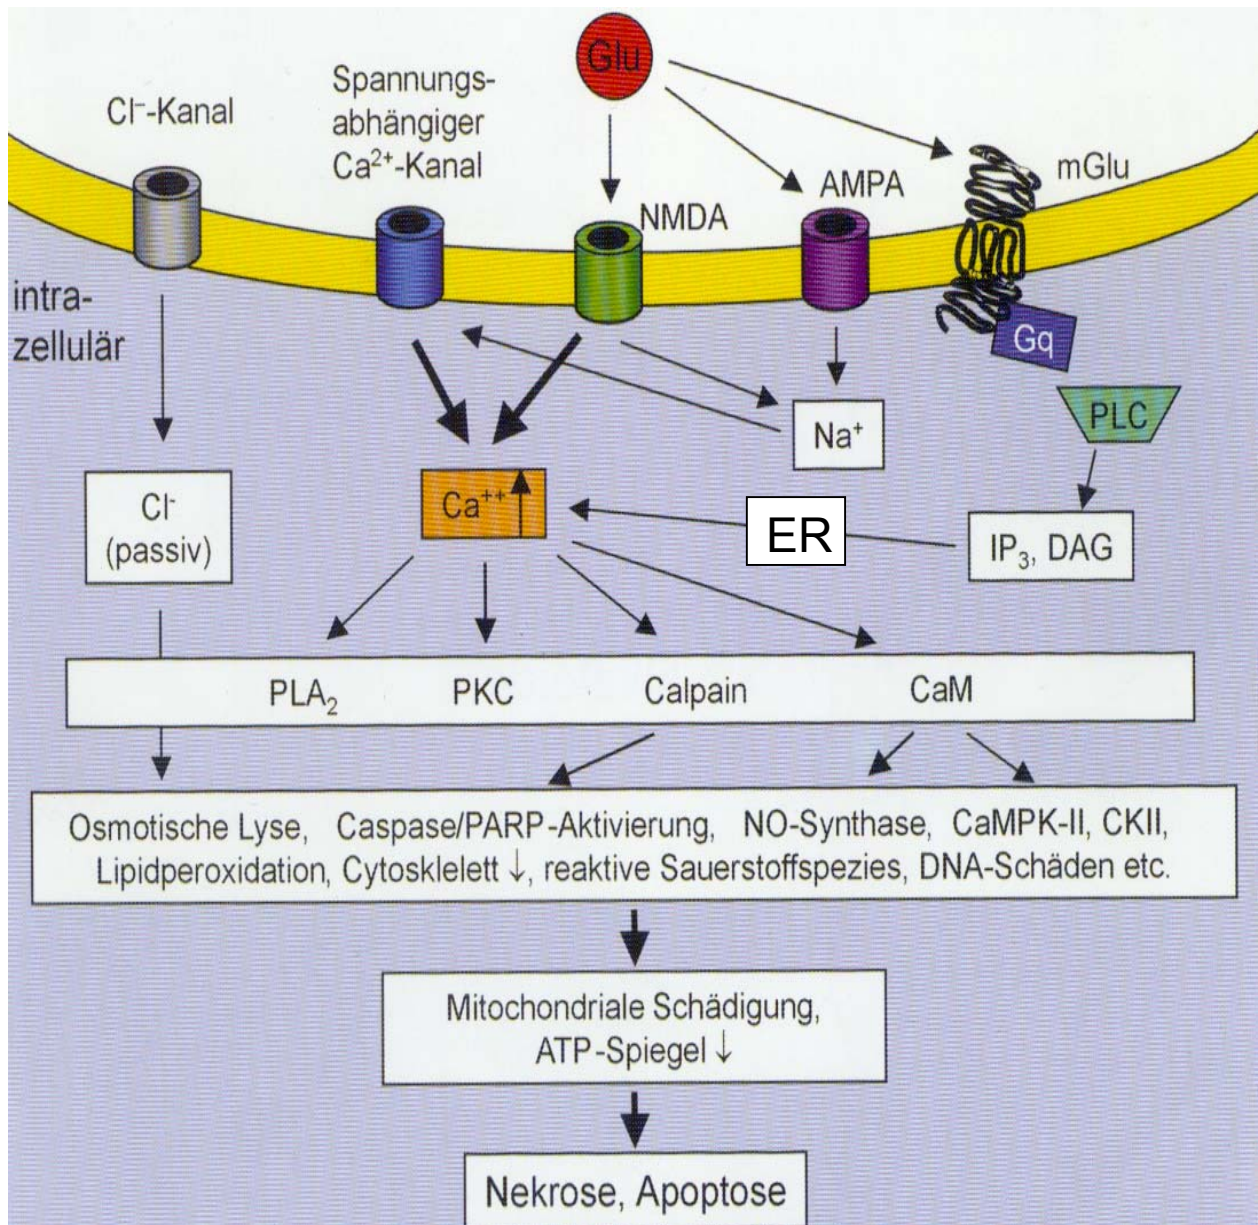 Glu
Spannungs-
abhängiger
Ca²⁺-Kanal
Cl⁻-Kanal
NMDA
AMPA
mGlu
intra-
zellulär
Gq
PLC
Na⁺
Cl⁻
(passiv)
Ca⁺⁺ ↑
ER
IP₃, DAG
PLA₂ PKC Calpain CaM
Osmotische Lyse, Caspase/PARP-Aktivierung, NO-Synthase, CaMPK-II, CKII,
Lipidperoxidation, Cytosklelett ↓, reaktive Sauerstoffspezies, DNA-Schäden etc.
Mitochondriale Schädigung,
ATP-Spiegel ↓
Nekrose, Apoptose